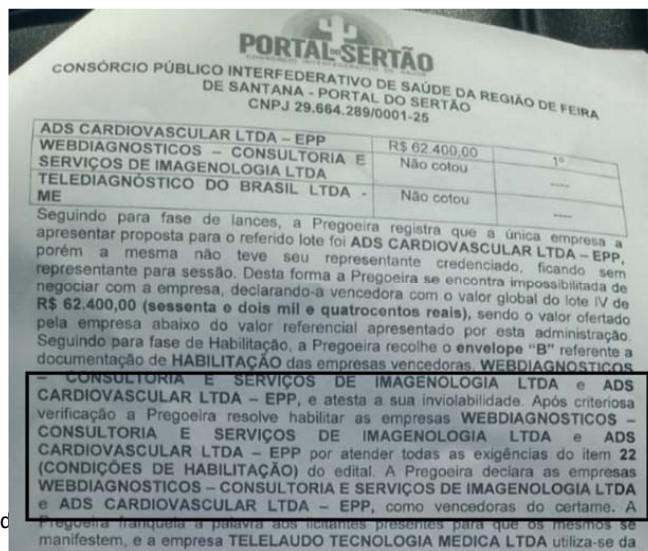 PORTAL DO SERTÃO
CONSÓRCIO PÚBLICO INTERFEDERATIVO DE SAÚDE DA REGIÃO DE FEIRA
DE SANTANA - PORTAL DO SERTÃO
CNPJ 29.664.289/0001-25
ADS CARDIOVASCULAR LTDA – EPP R$ 62.400,00 1º
WEBDIAGNOSTICOS – CONSULTORIA E Não cotou ----
SERVIÇOS DE IMAGENOLOGIA LTDA
TELEDIAGNÓSTICO DO BRASIL LTDA - Não cotou ----
ME
Seguindo para fase de lances, a Pregoeira registra que a única empresa a
apresentar proposta para o referido lote foi ADS CARDIOVASCULAR LTDA – EPP,
porém a mesma não teve seu representante credenciado, ficando sem
representante para sessão. Desta forma a Pregoeira se encontra impossibilitada de
negociar com a empresa, declarando-a vencedora com o valor global do lote IV de
R$ 62.400,00 (sessenta e dois mil e quatrocentos reais), sendo o valor ofertado
pela empresa abaixo do valor referencial apresentado por esta administração.
Seguindo para fase de Habilitação, a Pregoeira recolhe o envelope “B” referente a
documentação de HABILITAÇÃO das empresas vencedoras, WEBDIAGNOSTICOS
– CONSULTORIA E SERVIÇOS DE IMAGENOLOGIA LTDA e ADS
CARDIOVASCULAR LTDA – EPP, e atesta a sua inviolabilidade. Após criteriosa
verificação a Pregoeira resolve habilitar as empresas WEBDIAGNOSTICOS –
CONSULTORIA E SERVIÇOS DE IMAGENOLOGIA LTDA e ADS
CARDIOVASCULAR LTDA – EPP por atender todas as exigências do item 22
(CONDIÇÕES DE HABILITAÇÃO) do edital. A Pregoeira declara as empresas
WEBDIAGNOSTICOS – CONSULTORIA E SERVIÇOS DE IMAGENOLOGIA LTDA
e ADS CARDIOVASCULAR LTDA – EPP, como vencedoras do certame. A
Pregoeira franqueia a palavra aos licitantes presentes para que os mesmos se
manifestem, e a empresa TELELAUDO TECNOLOGIA MEDICA LTDA utiliza-se da